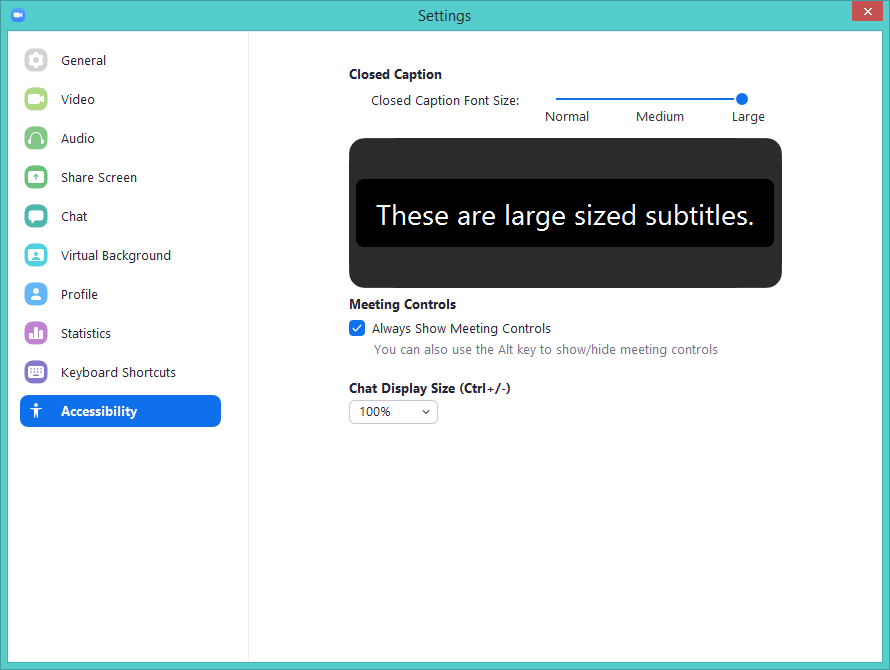 Settings
General
Video
Audio
Share Screen
Chat
Virtual Background
Profile
Statistics
Keyboard Shortcuts
Accessibility
Closed Caption
Closed Caption Font Size:
Normal Medium Large
These are large sized subtitles.
Meeting Controls
Always Show Meeting Controls
You can also use the Alt key to show/hide meeting controls
Chat Display Size (Ctrl+/-)
100%